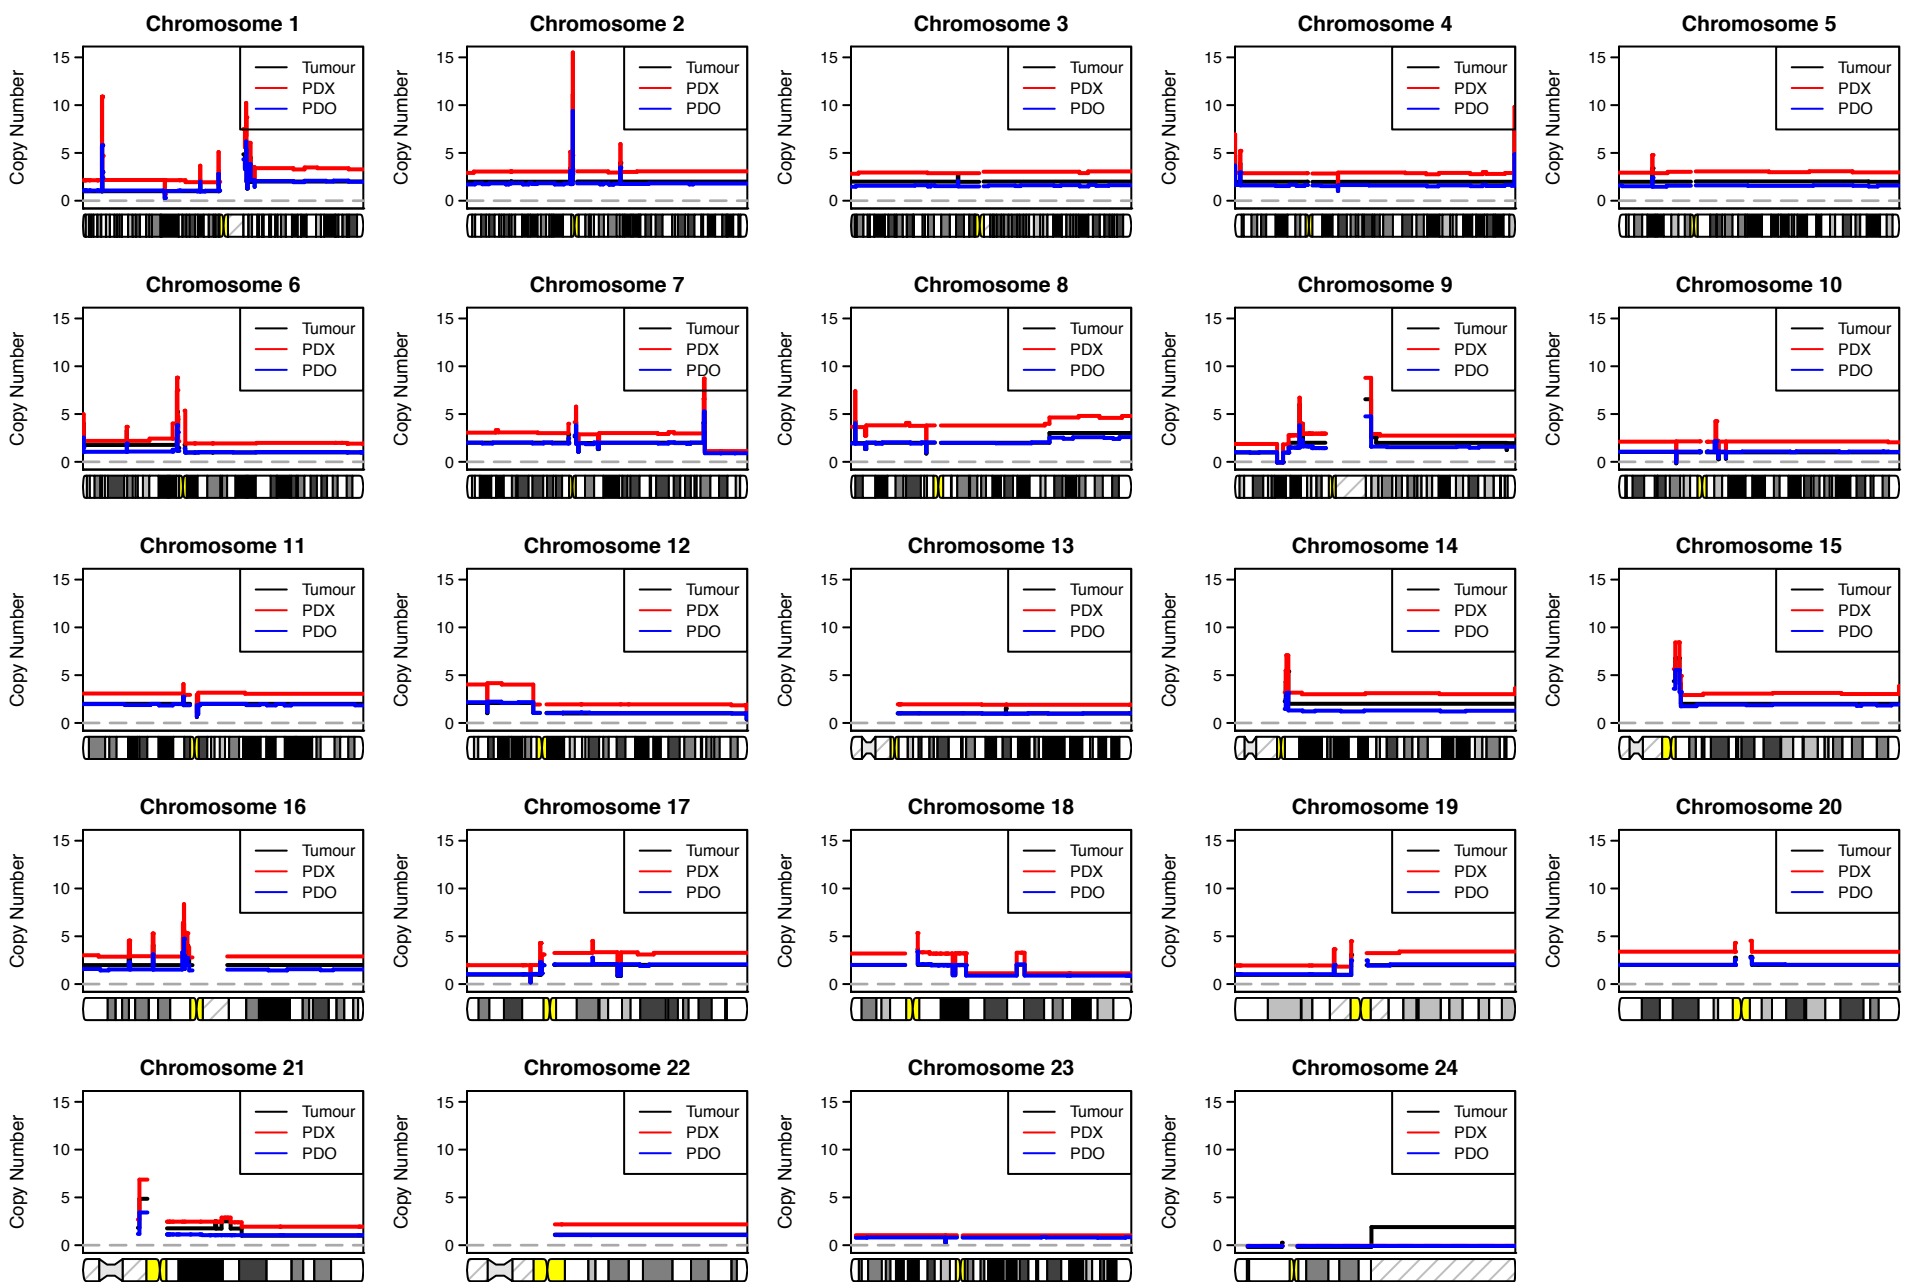 Chromosome 1
Copy Number
15
10
5
0
Tumour
PDX
PDO
Chromosome 2
Copy Number
15
10
5
0
Tumour
PDX
PDO
Chromosome 3
Copy Number
15
10
5
0
Tumour
PDX
PDO
Chromosome 4
Copy Number
15
10
5
0
Tumour
PDX
PDO
Chromosome 5
Copy Number
15
10
5
0
Tumour
PDX
PDO
Chromosome 6
Copy Number
15
10
5
0
Tumour
PDX
PDO
Chromosome 7
Copy Number
15
10
5
0
Tumour
PDX
PDO
Chromosome 8
Copy Number
15
10
5
0
Tumour
PDX
PDO
Chromosome 9
Copy Number
15
10
5
0
Tumour
PDX
PDO
Chromosome 10
Copy Number
15
10
5
0
Tumour
PDX
PDO
Chromosome 11
Copy Number
15
10
5
0
Tumour
PDX
PDO
Chromosome 12
Copy Number
15
10
5
0
Tumour
PDX
PDO
Chromosome 13
Copy Number
15
10
5
0
Tumour
PDX
PDO
Chromosome 14
Copy Number
15
10
5
0
Tumour
PDX
PDO
Chromosome 15
Copy Number
15
10
5
0
Tumour
PDX
PDO
Chromosome 16
Copy Number
15
10
5
0
Tumour
PDX
PDO
Chromosome 17
Copy Number
15
10
5
0
Tumour
PDX
PDO
Chromosome 18
Copy Number
15
10
5
0
Tumour
PDX
PDO
Chromosome 19
Copy Number
15
10
5
0
Tumour
PDX
PDO
Chromosome 20
Copy Number
15
10
5
0
Tumour
PDX
PDO
Chromosome 21
Copy Number
15
10
5
0
Tumour
PDX
PDO
Chromosome 22
Copy Number
15
10
5
0
Tumour
PDX
PDO
Chromosome 23
Copy Number
15
10
5
0
Tumour
PDX
PDO
Chromosome 24
Copy Number
15
10
5
0
Tumour
PDX
PDO